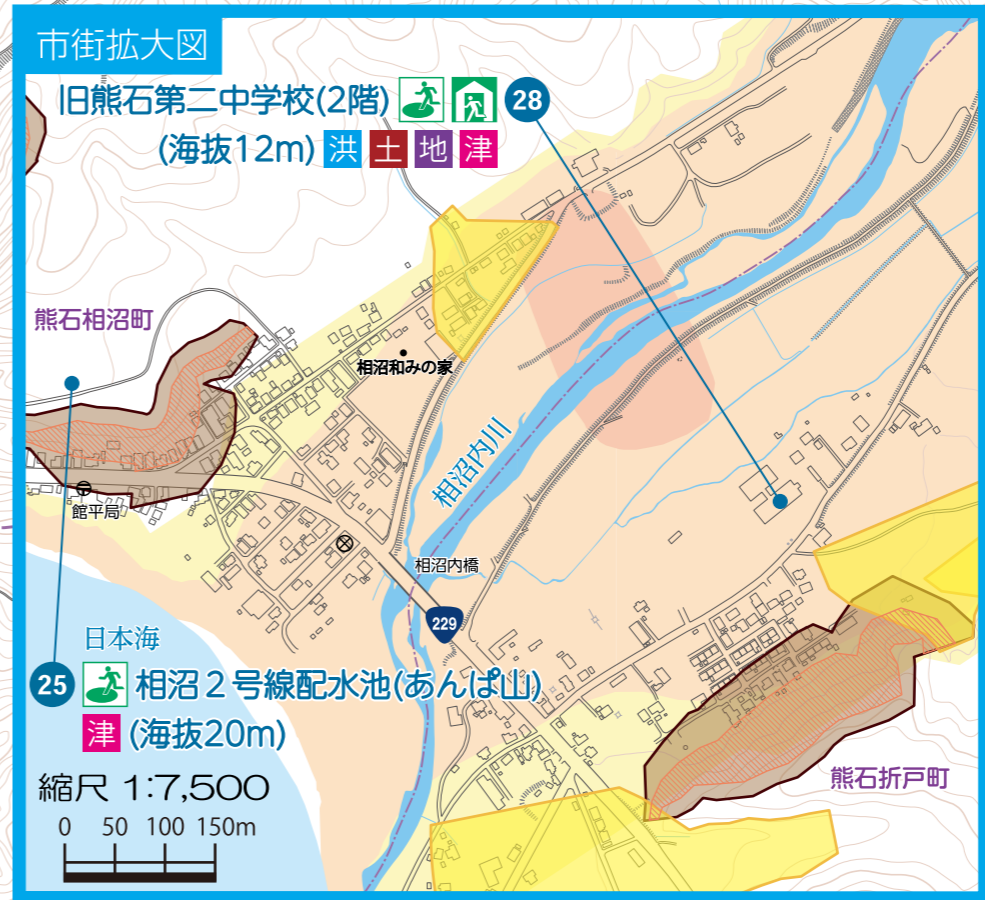 市街拡大図
旧熊石第二中学校(2階) 28
(海抜12m) 洪 土 地 津
熊石相沼町
相沼和みの家
相沼内川
館平局
相沼内橋
229
日本海
25 相沼2号線配水池(あんぱ山)
津 (海抜20m)
熊石折戸町
縮尺 1:7,500
0 50 100 150m